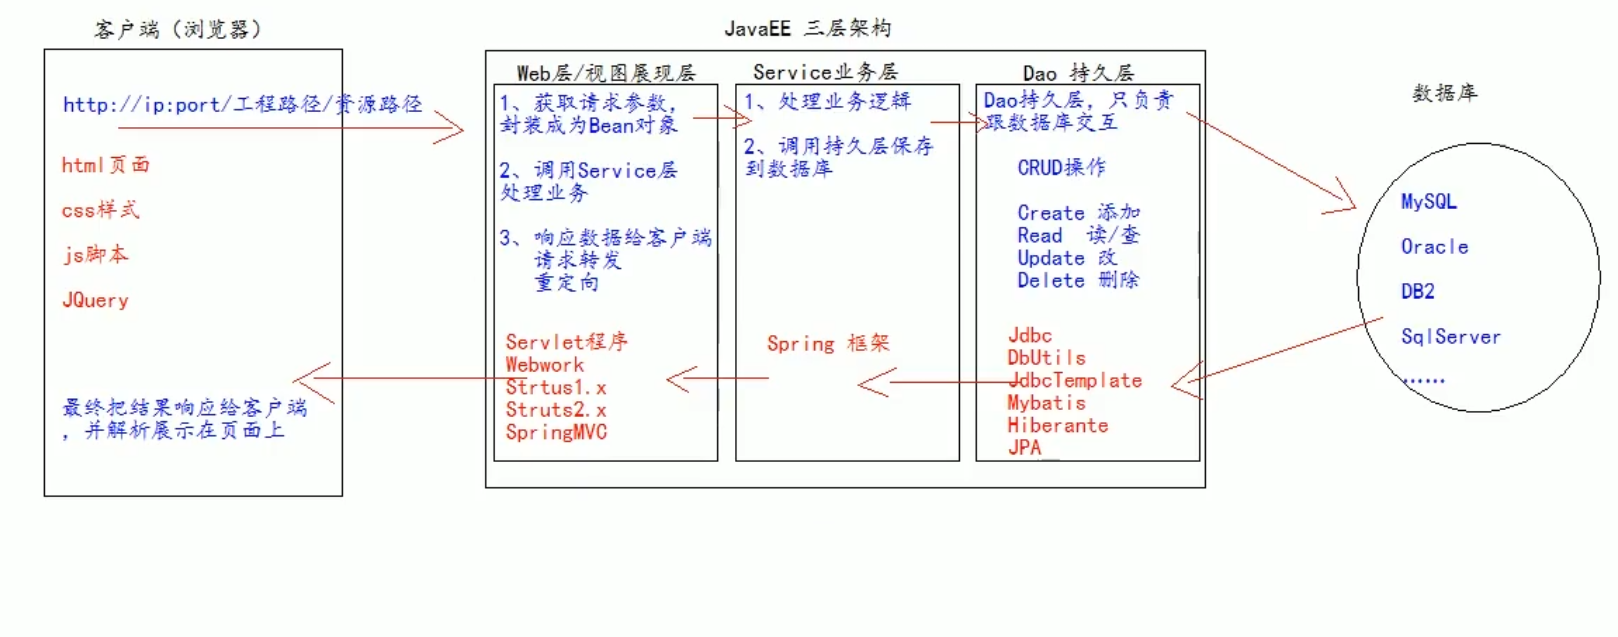 客户端（浏览器）
http://ip:port/工程路径/资源路径
html页面
css样式
js脚本
JQuery
最终把结果响应给客户端
，并解析展示在页面上
JavaEE 三层架构
Web层/视图展现层
1、获取请求参数，
封装成为Bean对象
2、调用Service层
处理业务
3、响应数据给客户端
请求转发
重定向
Servlet程序
Webwork
Strtus1.x
Struts2.x
SpringMVC
Service业务层
1、处理业务逻辑
2、调用持久层保存
到数据库
Spring 框架
Dao 持久层
Dao持久层，只负责
跟数据库交互
CRUD操作
Create 添加
Read 读/查
Update 改
Delete 删除
Jdbc
DbUtils
JdbcTemplate
Mybatis
Hiberante
JPA
数据库
MySQL
Oracle
DB2
SqlServer
......